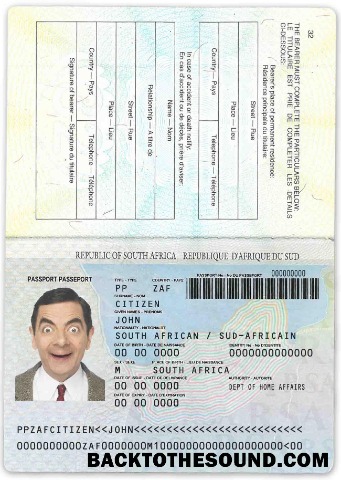 32
THE BEARER MUST COMPLETE THE PARTICULARS BELOW:
LE TITULAIRE EST PRIE DE COMPLETER LES DETAILS
CI-DESSOUS:
Bearer's place of permanent residence:
Résidence principales du titulaire:
Street — Rue
Place — Lieu
Country — Pays Telephone Téléphone
In case of accident or death notify:
En cas d'accident ou de décès, prière d'aviser:
Name — Nom
Relationship — A titre de
Street — Rue
Place — Lieu
Country — Pays Telephone Téléphone
Signature of bearer — Signature du titulaire
REPUBLIC OF SOUTH AFRICA REPUBLIQUE D'AFRIQUE DU SUD
PASSPORT PASSEPORT
TYPE - TYPE COUNTRY - PAYS PASSPORT No - No DU PASSEPORT 000000000
PP ZAF
SURNAME - NOM
CITIZEN
GIVEN NAMES - PRENOMS
JOHN
NATIONALITY - NATIONALITE
SOUTH AFRICAN / SUD-AFRICAIN
DATE OF BIRTH - DATE DE NAISSANCE IDENTITY No - No D'IDENTITE
00 00 0000 0000000000000
SEX - SEXE PLACE OF BIRTH - LIEU DE NAISSANCE
M SOUTH AFRICA
DATE OF ISSUE - DATE DE DELIVRANCE AUTHORITY - AUTORITE
00 00 0000 DEPT OF HOME AFFAIRS
00 00 0000
PPZAFCITIZEN<<JOHN<<<<<<<<<<<<<<<<<<<<<<<<<<
0000000000ZAF0000000M10000000000000000000<00
BACKTOTHESOUND.COM